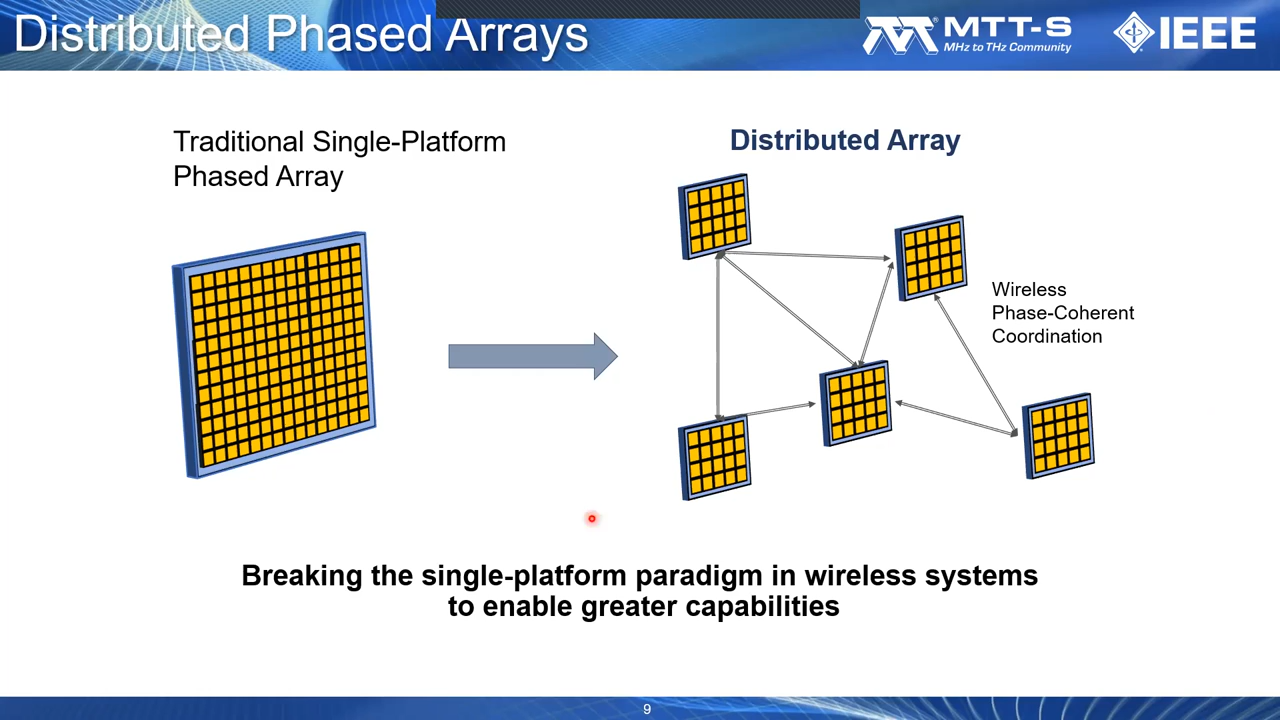 Distributed Phased Arrays
MTT-S
MHz to THz Community
IEEE
Traditional Single-Platform
Phased Array
Distributed Array
Wireless
Phase-Coherent
Coordination
Breaking the single-platform paradigm in wireless systems
to enable greater capabilities
9